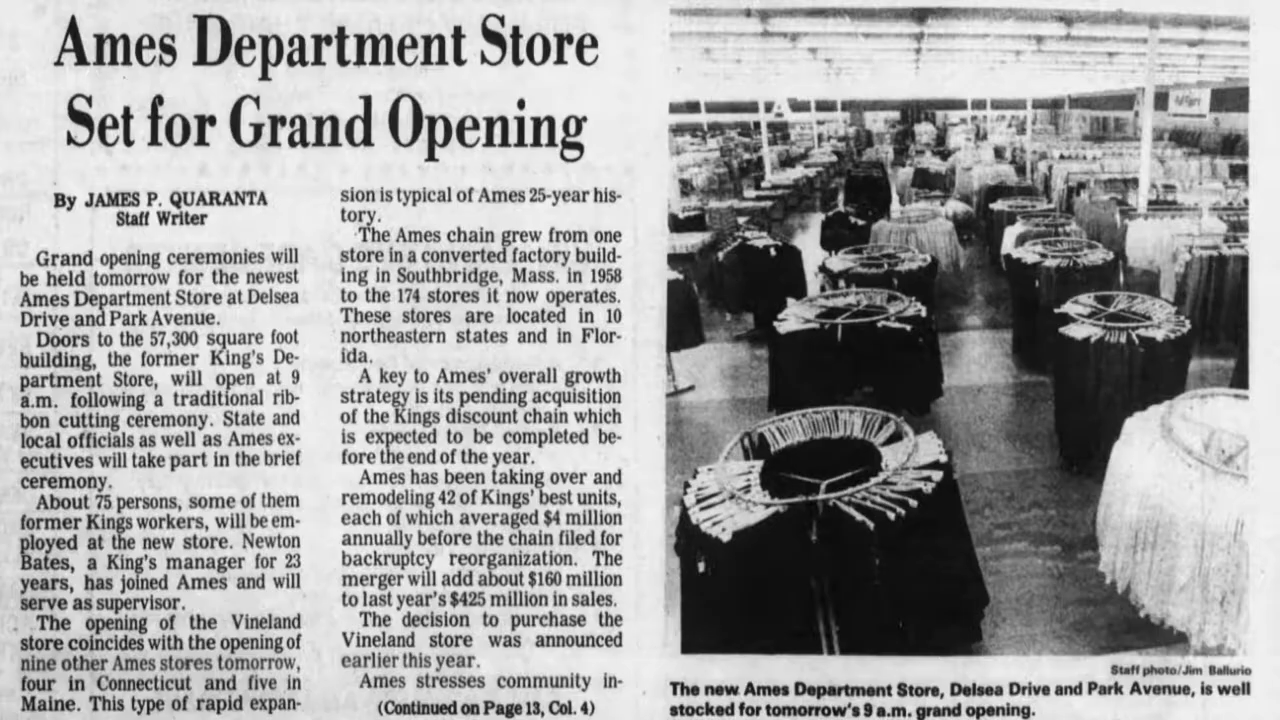 Ames Department Store
Set for Grand Opening
By JAMES P. QUARANTA
Staff Writer
Grand opening ceremonies will
be held tomorrow for the newest
Ames Department Store at Delsea
Drive and Park Avenue.
Doors to the 57,300 square foot
building, the former King's De-
partment Store, will open at 9
a.m. following a traditional rib-
bon cutting ceremony. State and
local officials as well as Ames ex-
ecutives will take part in the brief
ceremony.
About 75 persons, some of them
former Kings workers, will be em-
ployed at the new store. Newton
Bates, a King's manager for 23
years, has joined Ames and will
serve as supervisor.
The opening of the Vineland
store coincides with the opening of
nine other Ames stores tomorrow,
four in Connecticut and five in
Maine. This type of rapid expan-
sion is typical of Ames 25-year his-
tory.
The Ames chain grew from one
store in a converted factory build-
ing in Southbridge, Mass. in 1958
to the 174 stores it now operates.
These stores are located in 10
northeastern states and in Flor-
ida.
A key to Ames' overall growth
strategy is its pending acquisition
of the Kings discount chain which
is expected to be completed be-
fore the end of the year.
Ames has been taking over and
remodeling 42 of Kings' best units,
each of which averaged $4 million
annually before the chain filed for
backruptcy reorganization. The
merger will add about $160 million
to last year's $425 million in sales.
The decision to purchase the
Vineland store was announced
earlier this year.
Ames stresses community in-
(Continued on Page 13, Col. 4)
Staff photo/Jim Ballurio
The new Ames Department Store, Delsea Drive and Park Avenue, is well
stocked for tomorrow's 9 a.m. grand opening.